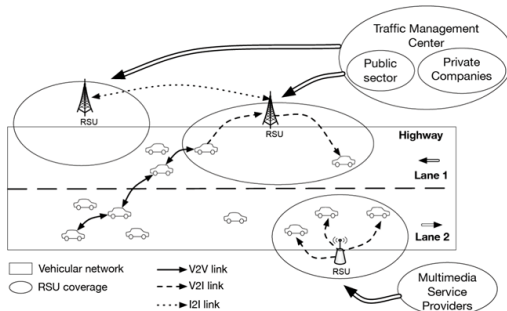 Traffic Management
Center
Public
sector
Private
Companies
RSU
RSU
Highway
Lane 1
Lane 2
RSU
Vehicular network
RSU coverage
V2V link
V2I link
I2I link
Multimedia
Service
Providers